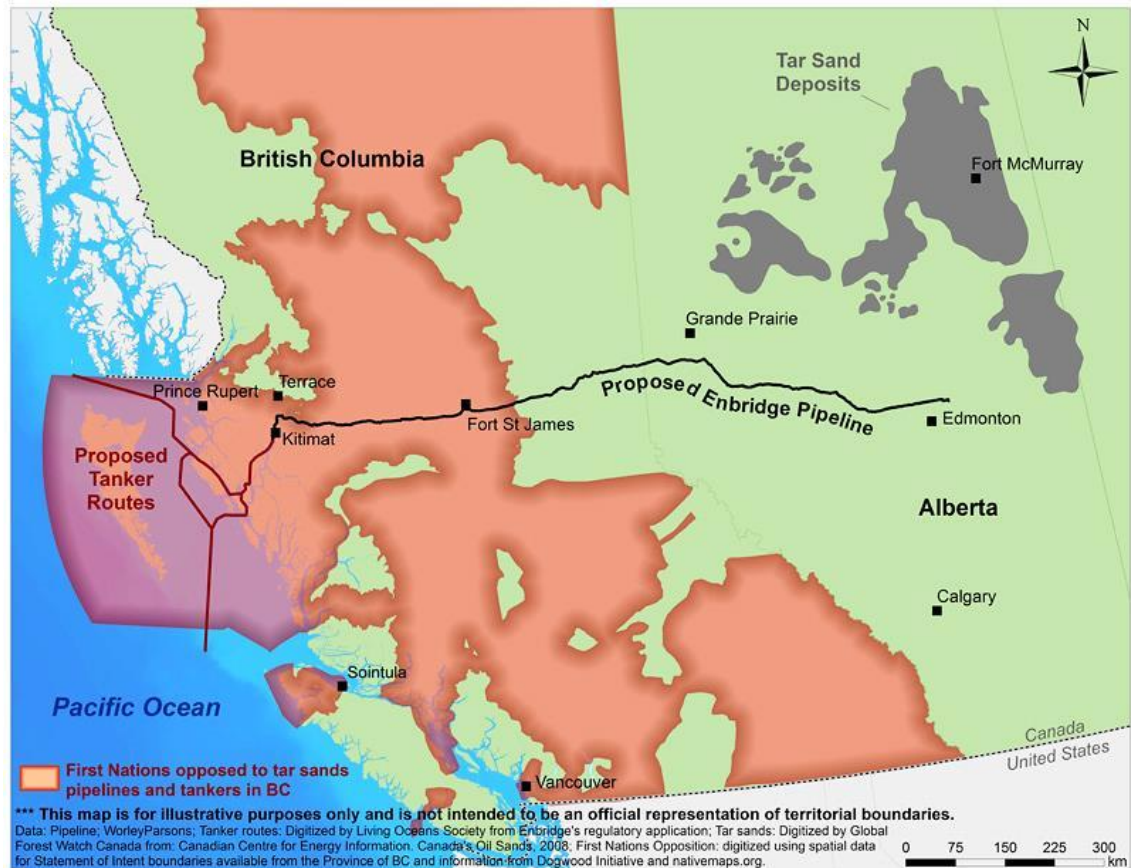 N
Tar Sand
Deposits
British Columbia
Fort McMurray
Grande Prairie
Terrace
Prince Rupert
Proposed Enbridge Pipeline
Fort St James
Edmonton
Kitimat
Proposed
Tanker
Routes
Alberta
Calgary
Sointula
Pacific Ocean
Canada
United States
First Nations opposed to tar sands
pipelines and tankers in BC
Vancouver
*** This map is for illustrative purposes only and is not intended to be an official representation of territorial boundaries.
Data: Pipeline; WorleyParsons; Tanker routes: Digitized by Living Oceans Society from Enbridge's regulatory application; Tar sands: Digitized by Global
Forest Watch Canada from: Canadian Centre for Energy Information. Canada's Oil Sands, 2008; First Nations Opposition: digitized using spatial data
for Statement of Intent boundaries available from the Province of BC and information from Dogwood Initiative and nativemaps.org.
0 75 150 225 300
km